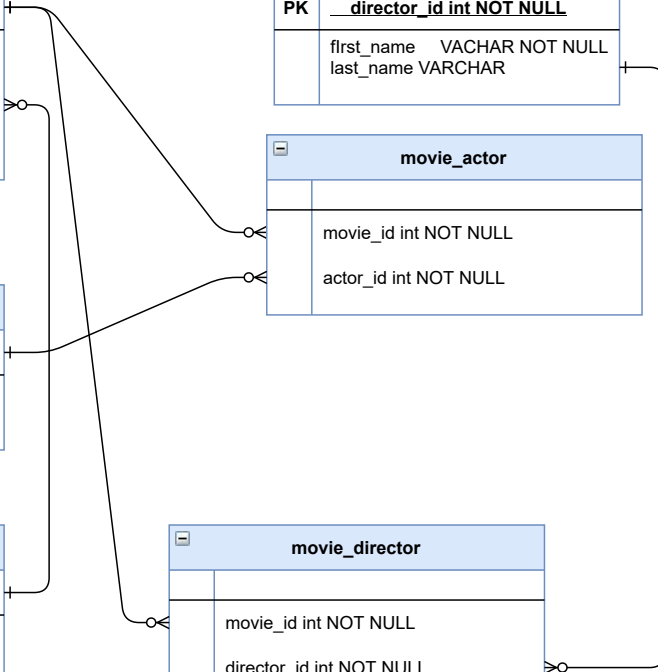 PK director_id int NOT NULL
fIrst_name VACHAR NOT NULL
last_name VARCHAR
movie_actor
movie_id int NOT NULL
actor_id int NOT NULL
movie_director
movie_id int NOT NULL
director_id int NOT NULL